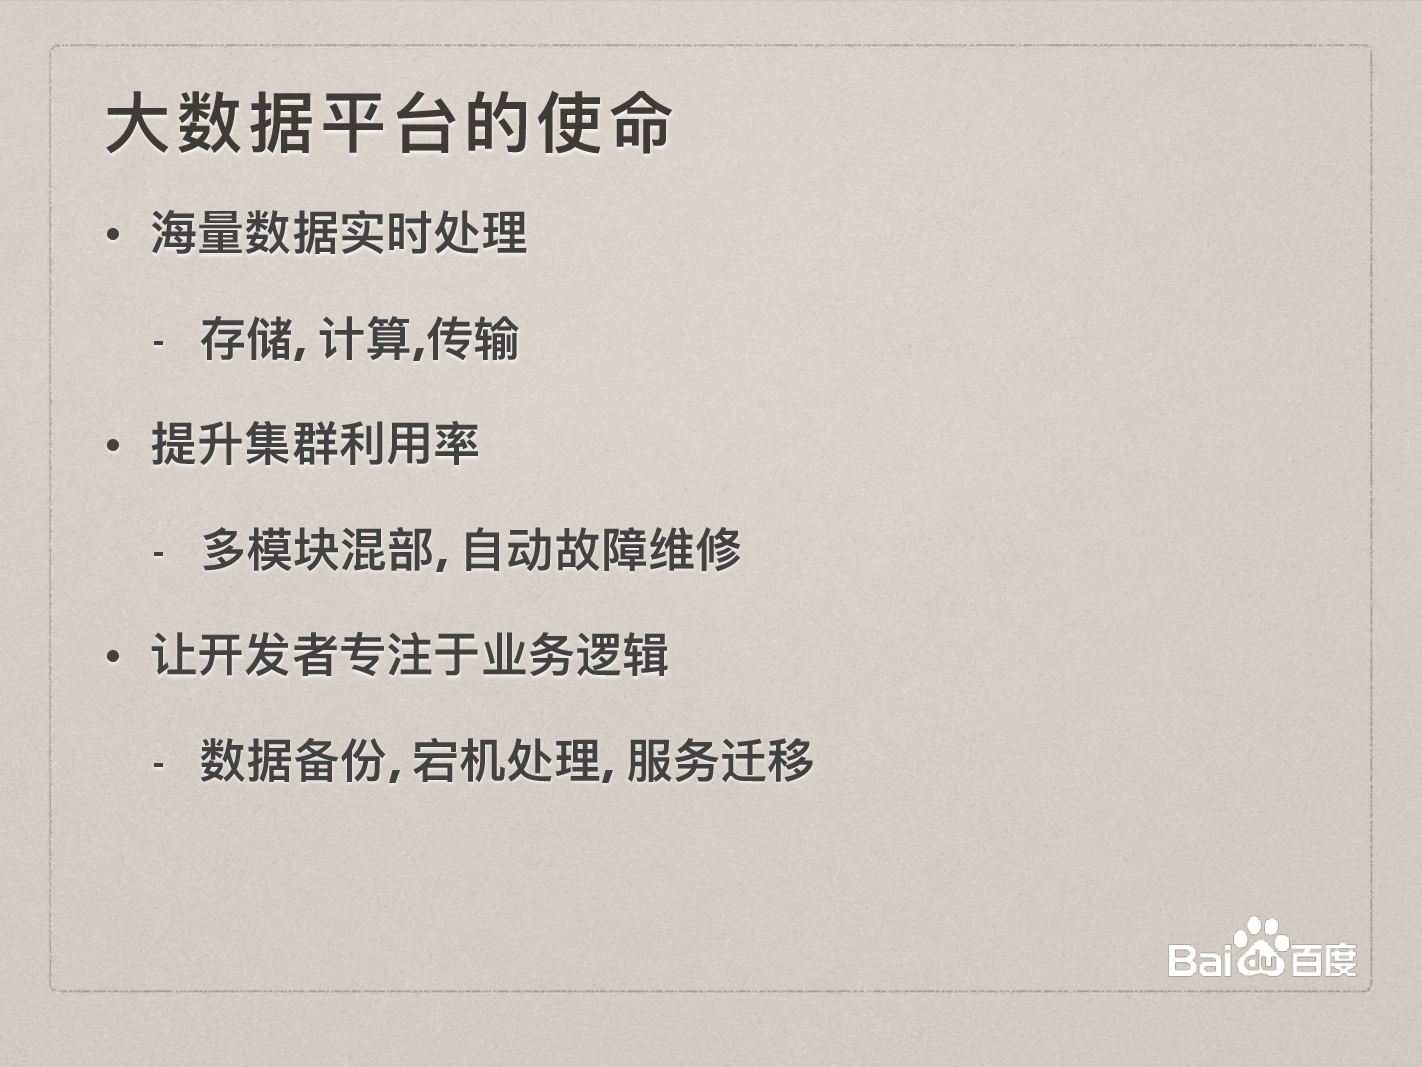 大数据平台的使命
• 海量数据实时处理
- 存储, 计算,传输
• 提升集群利用率
- 多模块混部, 自动故障维修
• 让开发者专注于业务逻辑
- 数据备份, 宕机处理, 服务迁移
Bai du 百度